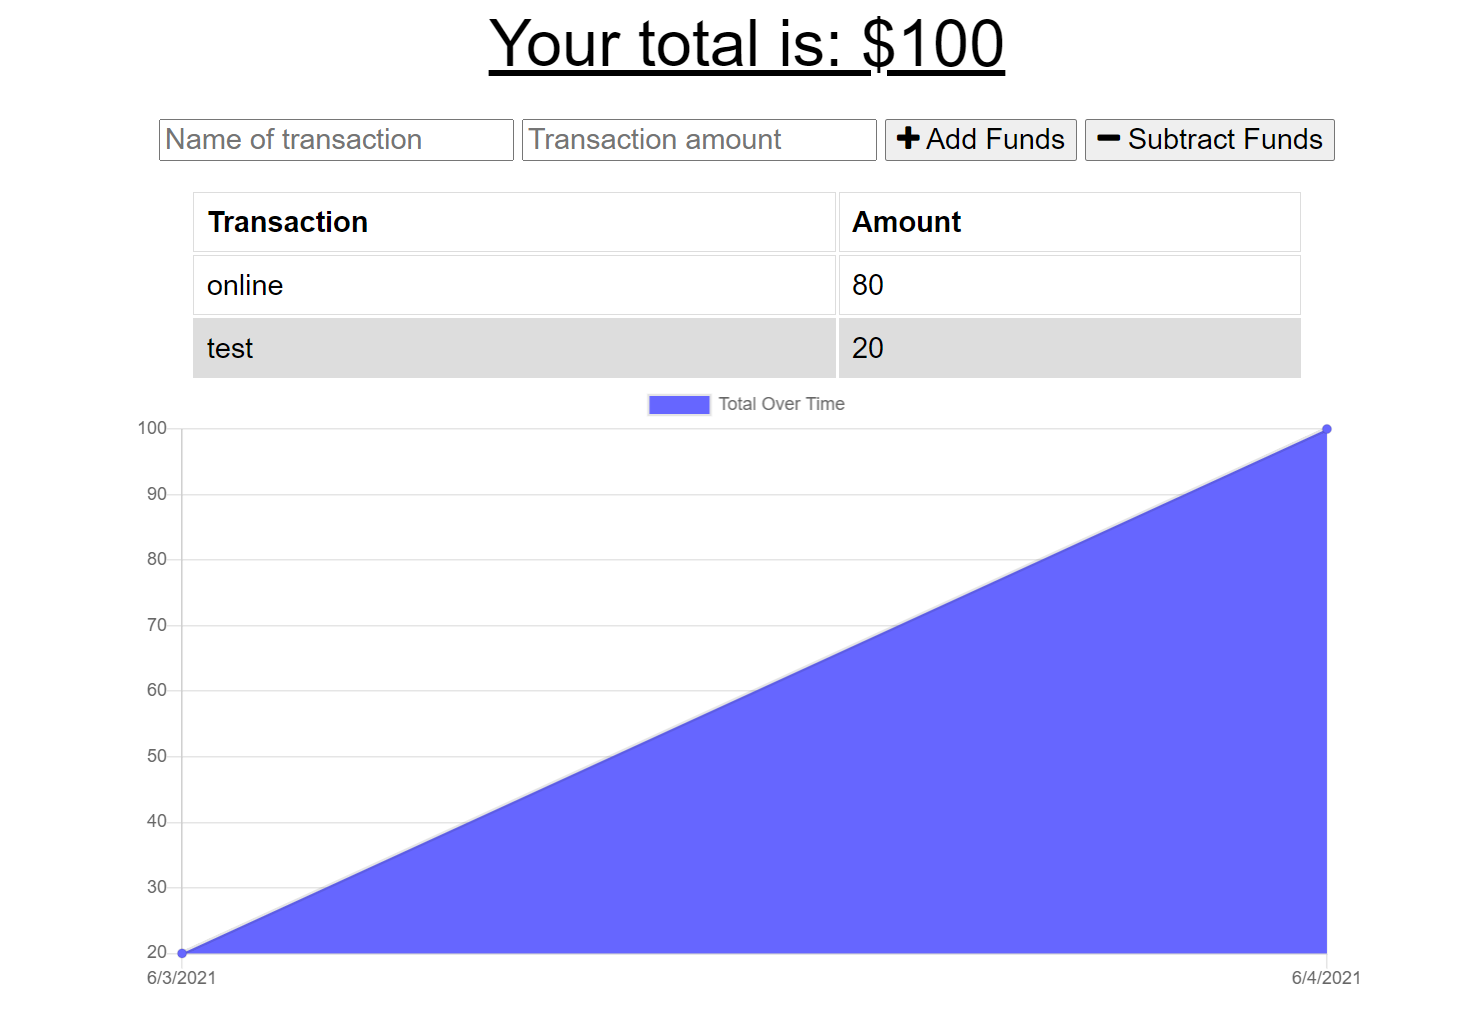 Your total is: $100
Name of transaction Transaction amount Add Funds Subtract Funds
Transaction Amount
online 80
test 20
Total Over Time
100
90
80
70
60
50
40
30
20
6/3/2021 6/4/2021